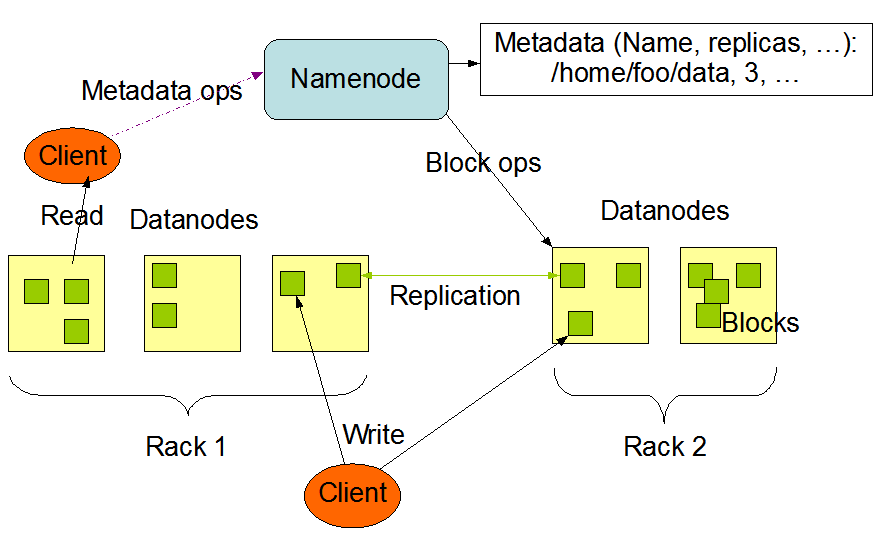 Metadata (Name, replicas, …):
/home/foo/data, 3, …
Namenode
Metadata ops
Client
Block ops
Read
Datanodes
Datanodes
Replication
Blocks
Rack 1
Write
Rack 2
Client